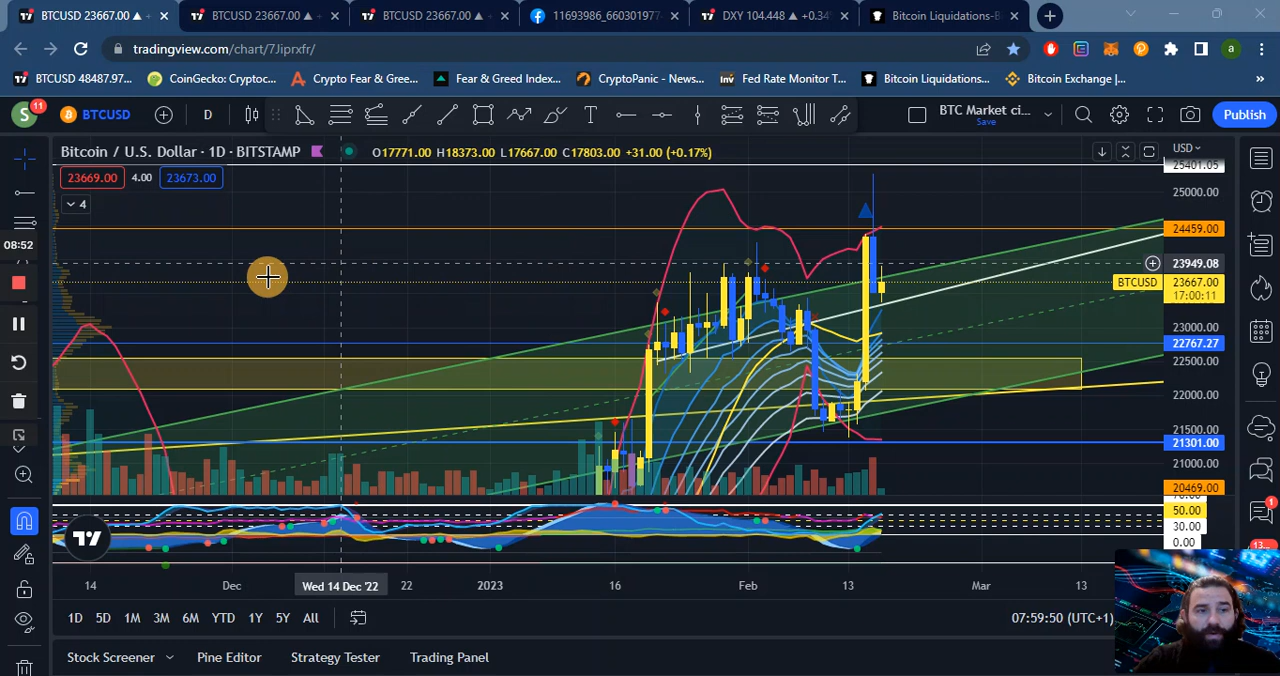 BTCUSD 23667.00 ▲ +
BTCUSD 23667.00 ▲ +
BTCUSD 23667.00 ▲ +
11693986_660301977
DXY 104.448 ▲ +0.34
Bitcoin Liquidations-B
tradingview.com/chart/7Jiprxfr/
a
BTCUSD 48487.97...
CoinGecko: Cryptoc...
Crypto Fear & Gree...
Fear & Greed Index...
CryptoPanic - News...
Fed Rate Monitor T...
Bitcoin Liquidations...
Bitcoin Exchange |...
»
S
11
BTCUSD
D
BTC Market ci...
Save
Publish
Bitcoin / U.S. Dollar · 1D · BITSTAMP
O17771.00 H18373.00 L17667.00 C17803.00 +31.00 (+0.17%)
USD
23669.00
4.00
23673.00
4
08:52
25401.05
25000.00
24459.00
23949.08
BTCUSD
23667.00
17:00:11
23000.00
22767.27
22500.00
22000.00
21500.00
21301.00
21000.00
20469.00
50.00
30.00
0.00
1
13...
14
Dec
Wed 14 Dec '22
22
2023
16
Feb
13
Mar
13
1D
5D
1M
3M
6M
YTD
1Y
5Y
All
07:59:50 (UTC+1)
Stock Screener
Pine Editor
Strategy Tester
Trading Panel